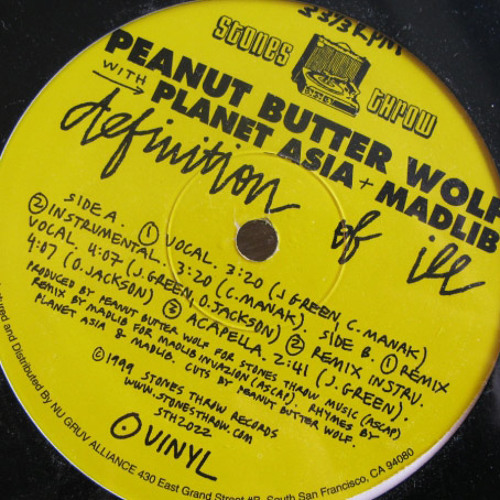 33 1/3 RPM
STONES THROW
PEANUT BUTTER WOLF
WITH PLANET ASIA + MADLIB
definition of ill
SIDE A. ① VOCAL. 3:20 (J. GREEN, C. MANAK)
② INSTRUMENTAL. 3:20 (C. MANAK). SIDE B. ① REMIX
VOCAL. 4:07 (J. GREEN, O. JACKSON) ② REMIX INSTRU.
4:07 (O. JACKSON) ③ ACAPELLA. 2:41 (J. GREEN).
PRODUCED BY PEANUT BUTTER WOLF FOR STONES THROW MUSIC (ASCAP)
REMIX BY MADLIB FOR MADLIB INVAZION (ASCAP). RHYMES BY
PLANET ASIA & MADLIB. CUTS BY PEANUT BUTTER WOLF.
© 1999 STONES THROW RECORDS
WWW.STONESTHROW.COM
STH2022
VINYL
and Distributed By NU GRUV ALLIANCE 430 East Grand Street South San Francisco, CA 94080